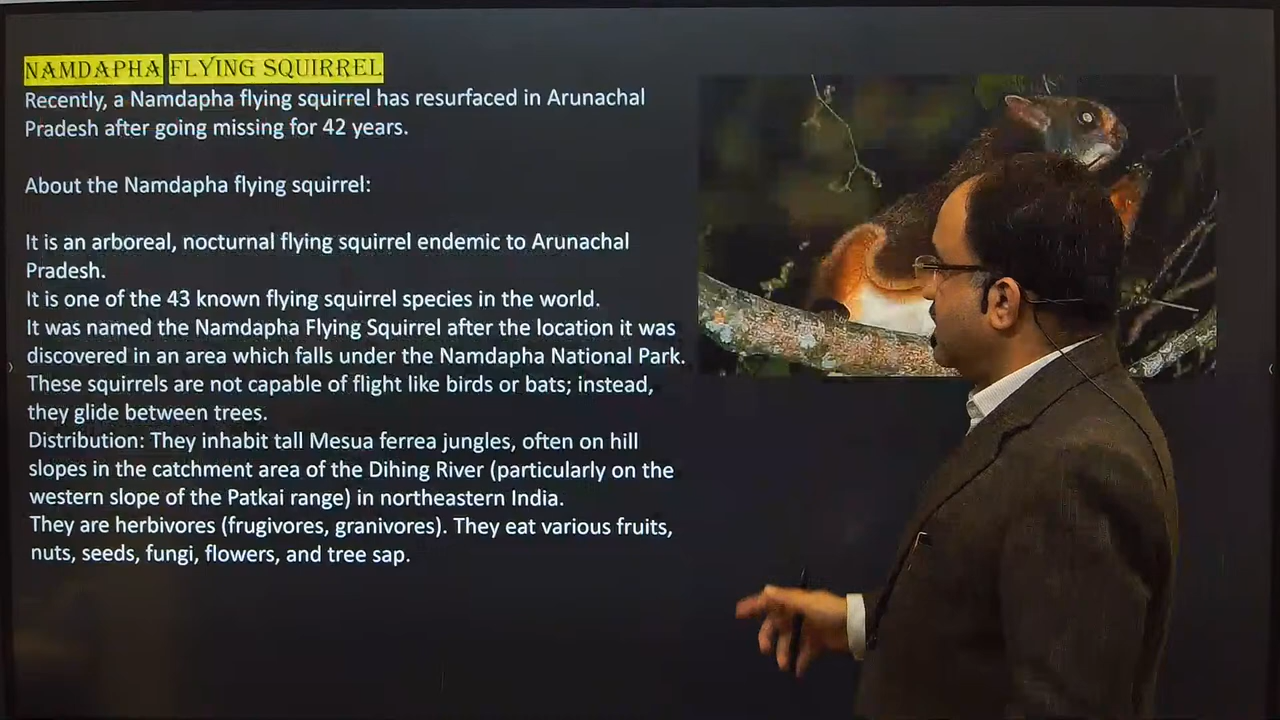 NAMDAPHA FLYING SQUIRREL
Recently, a Namdapha flying squirrel has resurfaced in Arunachal
Pradesh after going missing for 42 years.
About the Namdapha flying squirrel:
It is an arboreal, nocturnal flying squirrel endemic to Arunachal
Pradesh.
It is one of the 43 known flying squirrel species in the world.
It was named the Namdapha Flying Squirrel after the location it was
discovered in an area which falls under the Namdapha National Park.
These squirrels are not capable of flight like birds or bats; instead,
they glide between trees.
Distribution: They inhabit tall Mesua ferrea jungles, often on hill
slopes in the catchment area of the Dihing River (particularly on the
western slope of the Patkai range) in northeastern India.
They are herbivores (frugivores, granivores). They eat various fruits,
nuts, seeds, fungi, flowers, and tree sap.